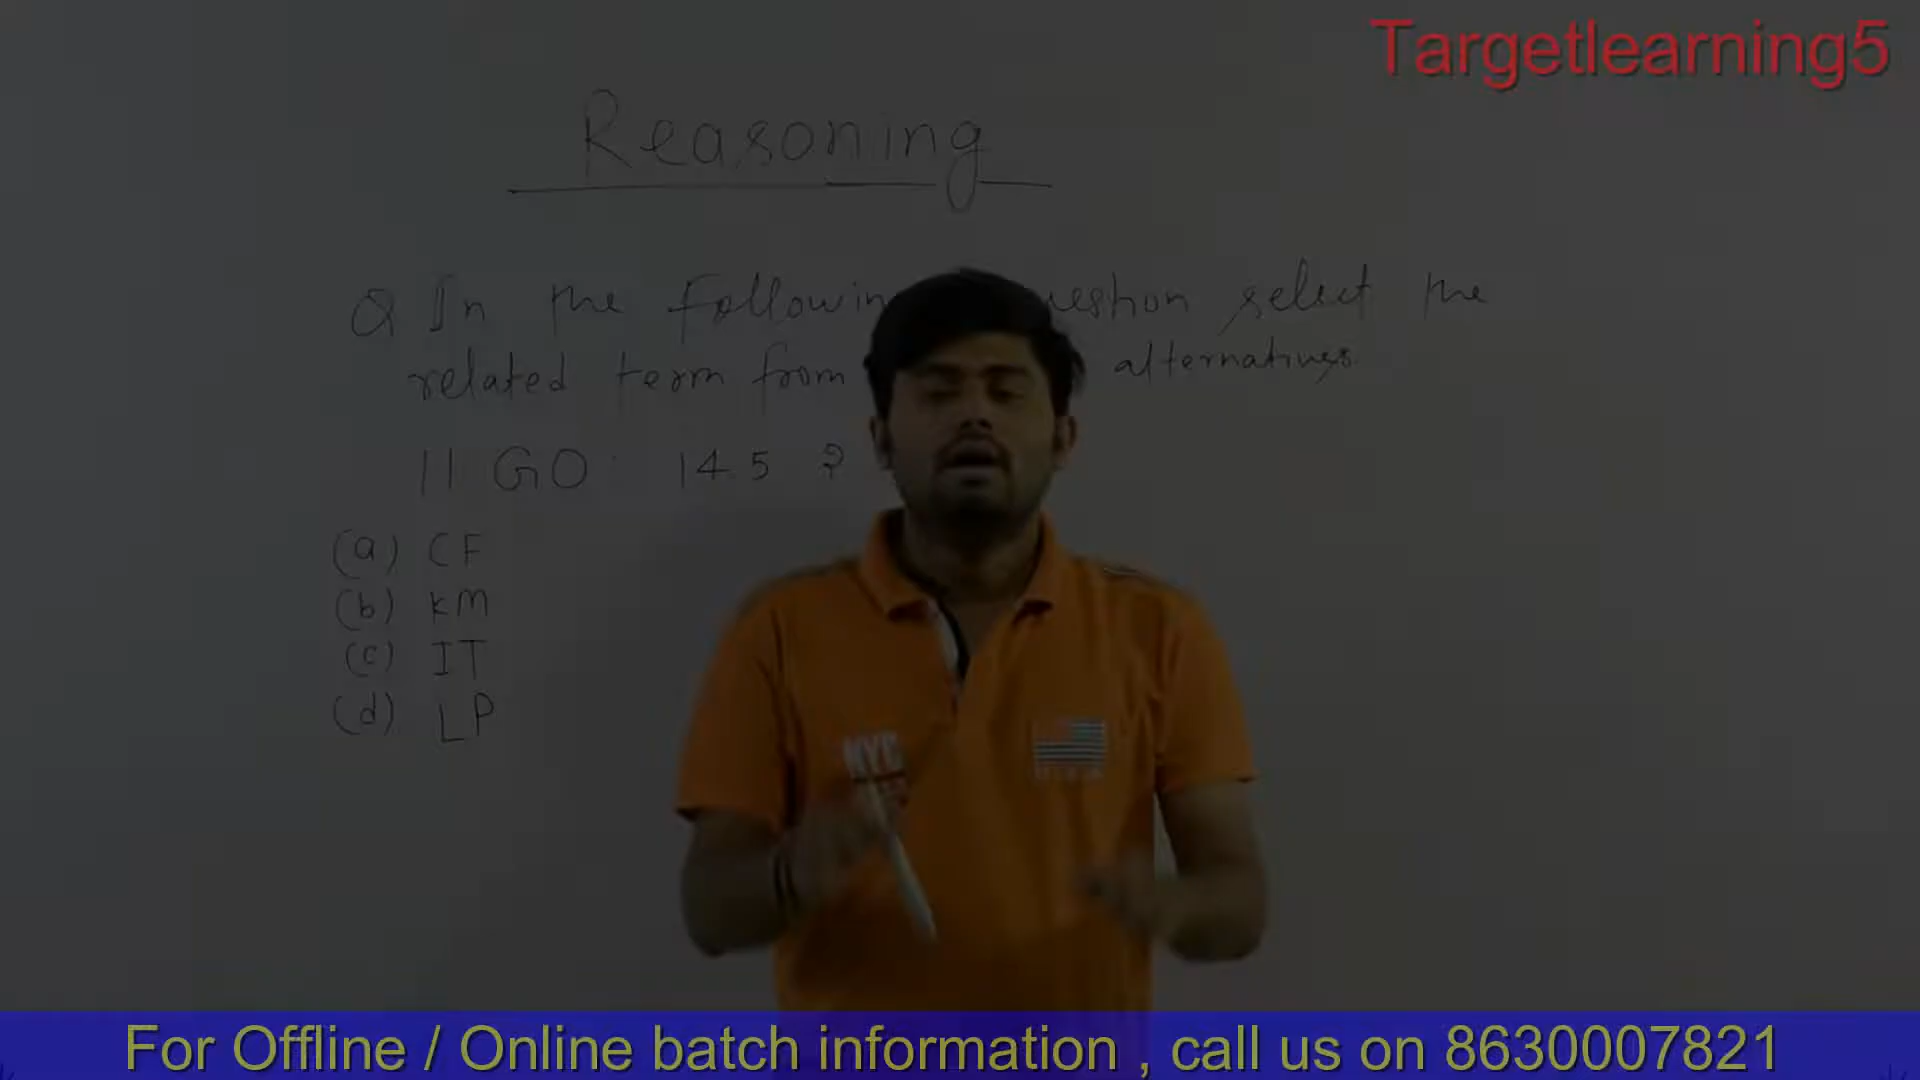 Targetlearning5
Reasoning
Q In the followin uestion select the
related term from alternatives
11 GO : 14.5 ?
(a) CF
(b) KM
(c) IT
(d) LP
NYC
For Offline / Online batch information , call us on 8630007821